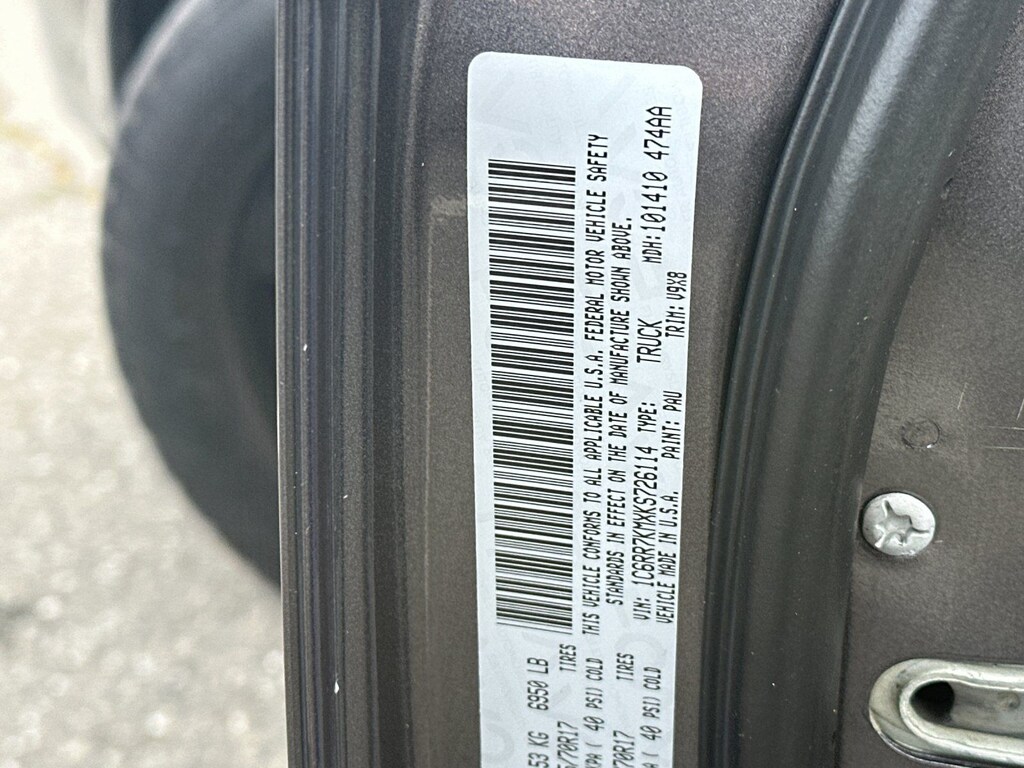 53 KG 6950 LB
/70R17 TIRES
KPA ( 40 PSI) COLD
70R17 TIRES
A ( 40 PSI) COLD
THIS VEHICLE CONFORMS TO ALL APPLICABLE U.S.A. FEDERAL MOTOR VEHICLE SAFETY
STANDARDS IN EFFECT ON THE DATE OF MANUFACTURE SHOWN ABOVE.
VIN: 1C6RR7KMXKS726114 TYPE: TRUCK MDH:101410 474AA
VEHICLE MADE IN U.S.A. PAINT: PAU TRIM: V9X8